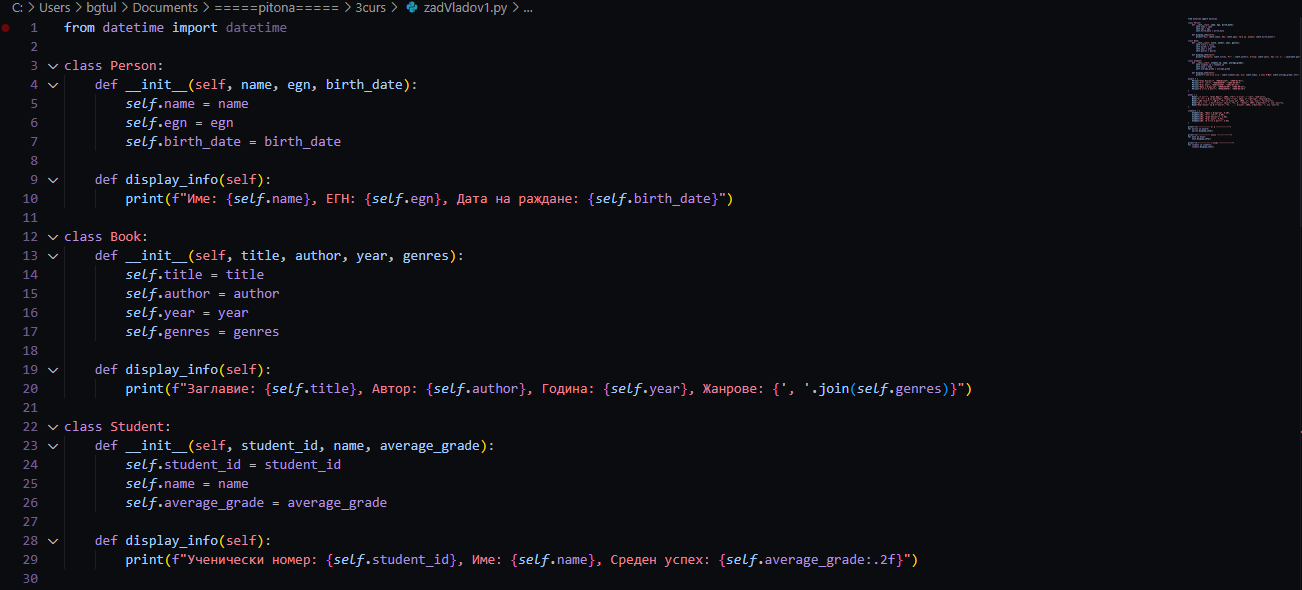 C: > Users > bgtul > Documents > =====pitona===== > 3curs > zadVladov1.py > ...
1 from datetime import datetime
2
3 class Person:
4 def __init__(self, name, egn, birth_date):
5 self.name = name
6 self.egn = egn
7 self.birth_date = birth_date
8
9 def display_info(self):
10 print(f"Име: {self.name}, ЕГН: {self.egn}, Дата на раждане: {self.birth_date}")
11
12 class Book:
13 def __init__(self, title, author, year, genres):
14 self.title = title
15 self.author = author
16 self.year = year
17 self.genres = genres
18
19 def display_info(self):
20 print(f"Заглавие: {self.title}, Автор: {self.author}, Година: {self.year}, Жанрове: {', '.join(self.genres)}")
21
22 class Student:
23 def __init__(self, student_id, name, average_grade):
24 self.student_id = student_id
25 self.name = name
26 self.average_grade = average_grade
27
28 def display_info(self):
29 print(f"Ученически номер: {self.student_id}, Име: {self.name}, Среден успех: {self.average_grade:.2f}")
30